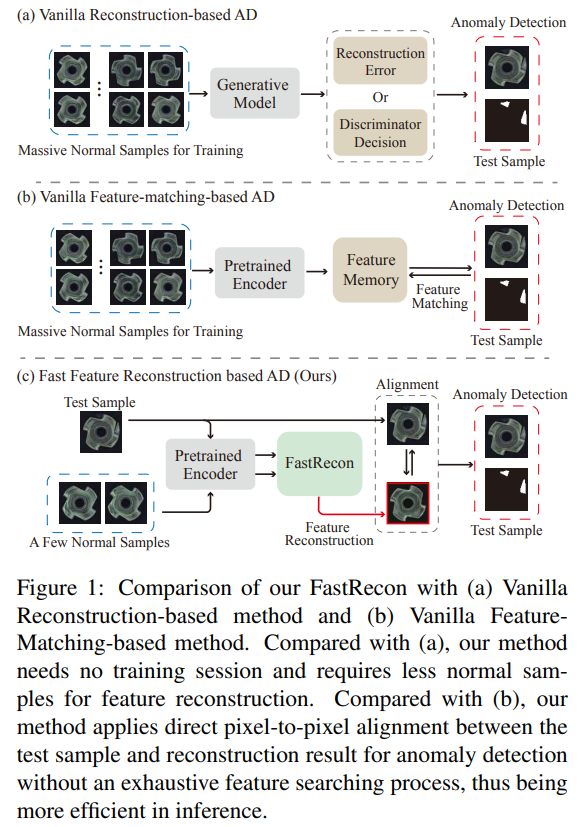 (a) Vanilla Reconstruction-based AD
Massive Normal Samples for Training
Generative
Model
Reconstruction
Error
Or
Discriminator
Decision
Anomaly Detection
Test Sample
(b) Vanilla Feature-matching-based AD
Massive Normal Samples for Training
Pretrained
Encoder
Feature
Memory
Feature
Matching
Anomaly Detection
Test Sample
(c) Fast Feature Reconstruction based AD (Ours)
Test Sample
A Few Normal Samples
Pretrained
Encoder
FastRecon
Feature
Reconstruction
Alignment
Anomaly Detection
Test Sample
Figure 1: Comparison of our FastRecon with (a) Vanilla
Reconstruction-based method and (b) Vanilla Feature-
Matching-based method. Compared with (a), our method
needs no training session and requires less normal sam-
ples for feature reconstruction. Compared with (b), our
method applies direct pixel-to-pixel alignment between the
test sample and reconstruction result for anomaly detection
without an exhaustive feature searching process, thus being
more efficient in inference.